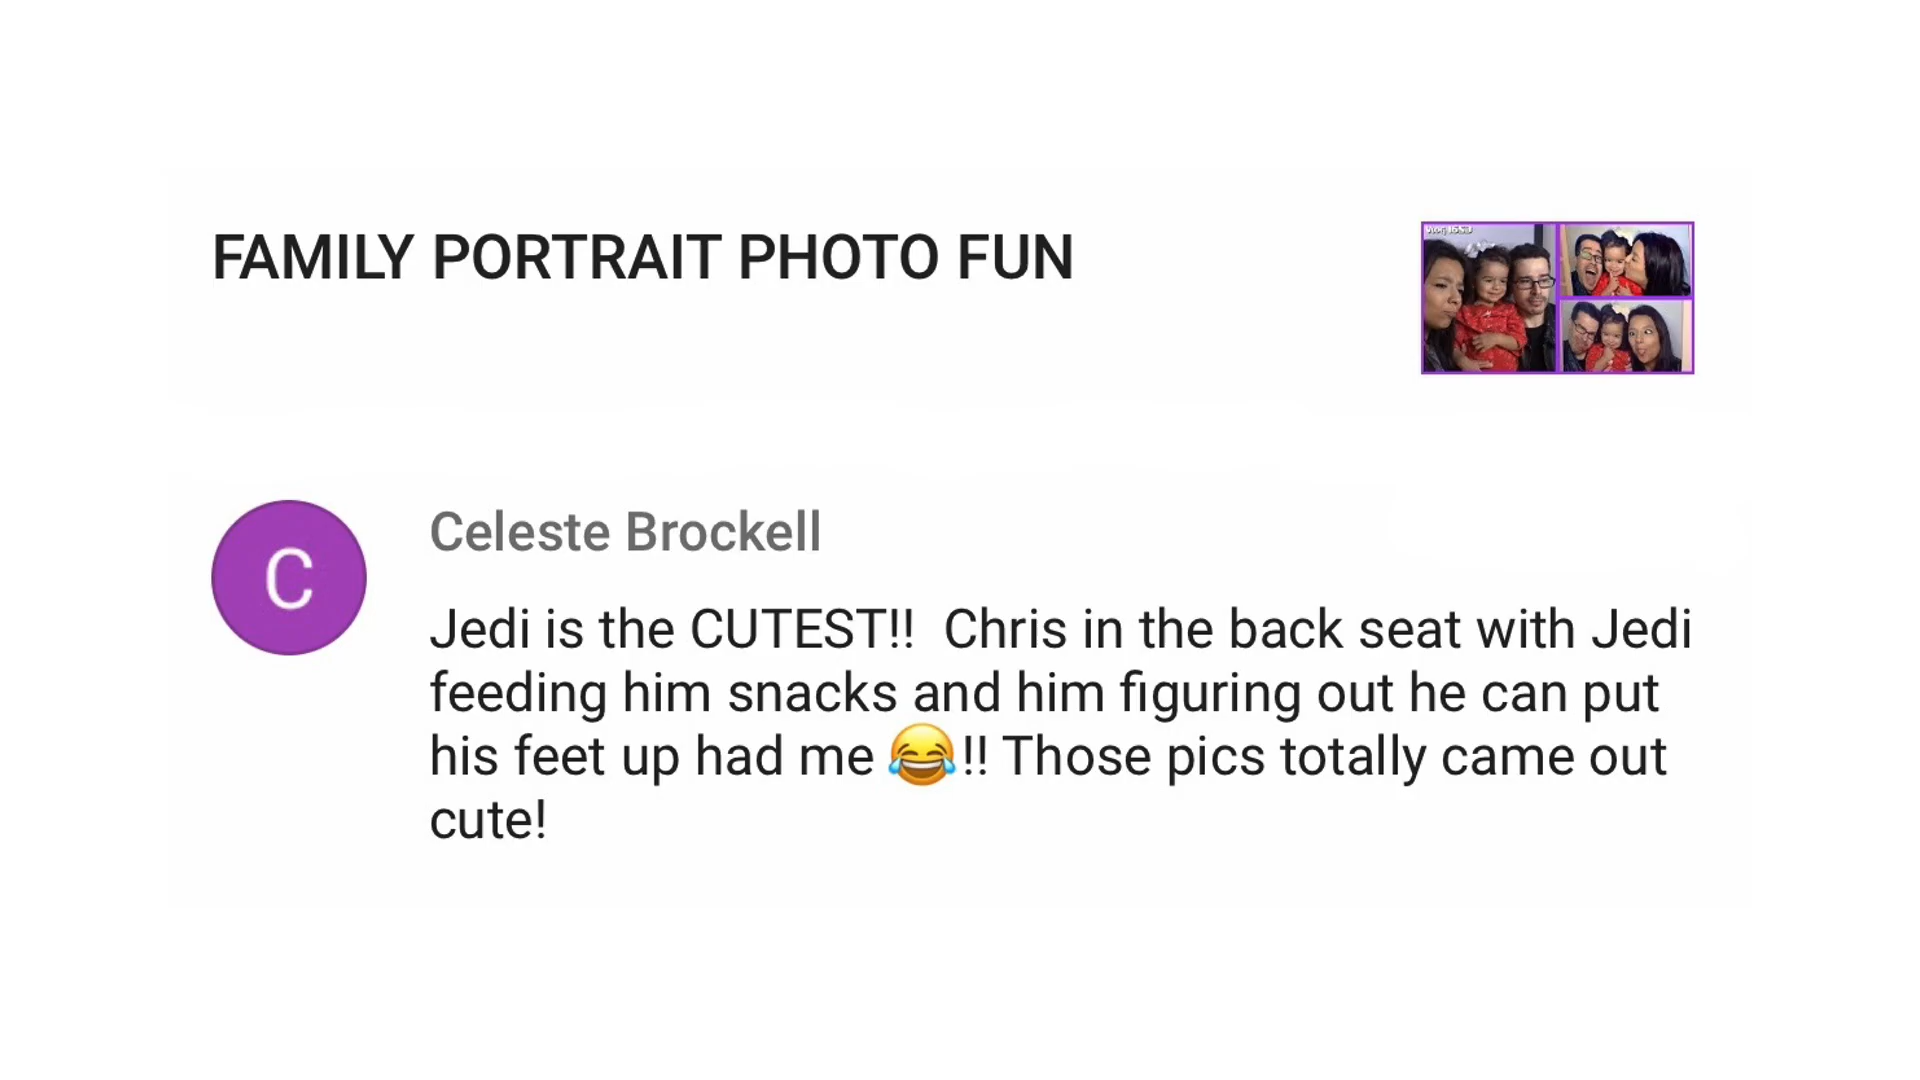 FAMILY PORTRAIT PHOTO FUN
C
Celeste Brockell
Jedi is the CUTEST!!  Chris in the back seat with Jedi
feeding him snacks and him figuring out he can put
his feet up had me 😂!! Those pics totally came out
cute!